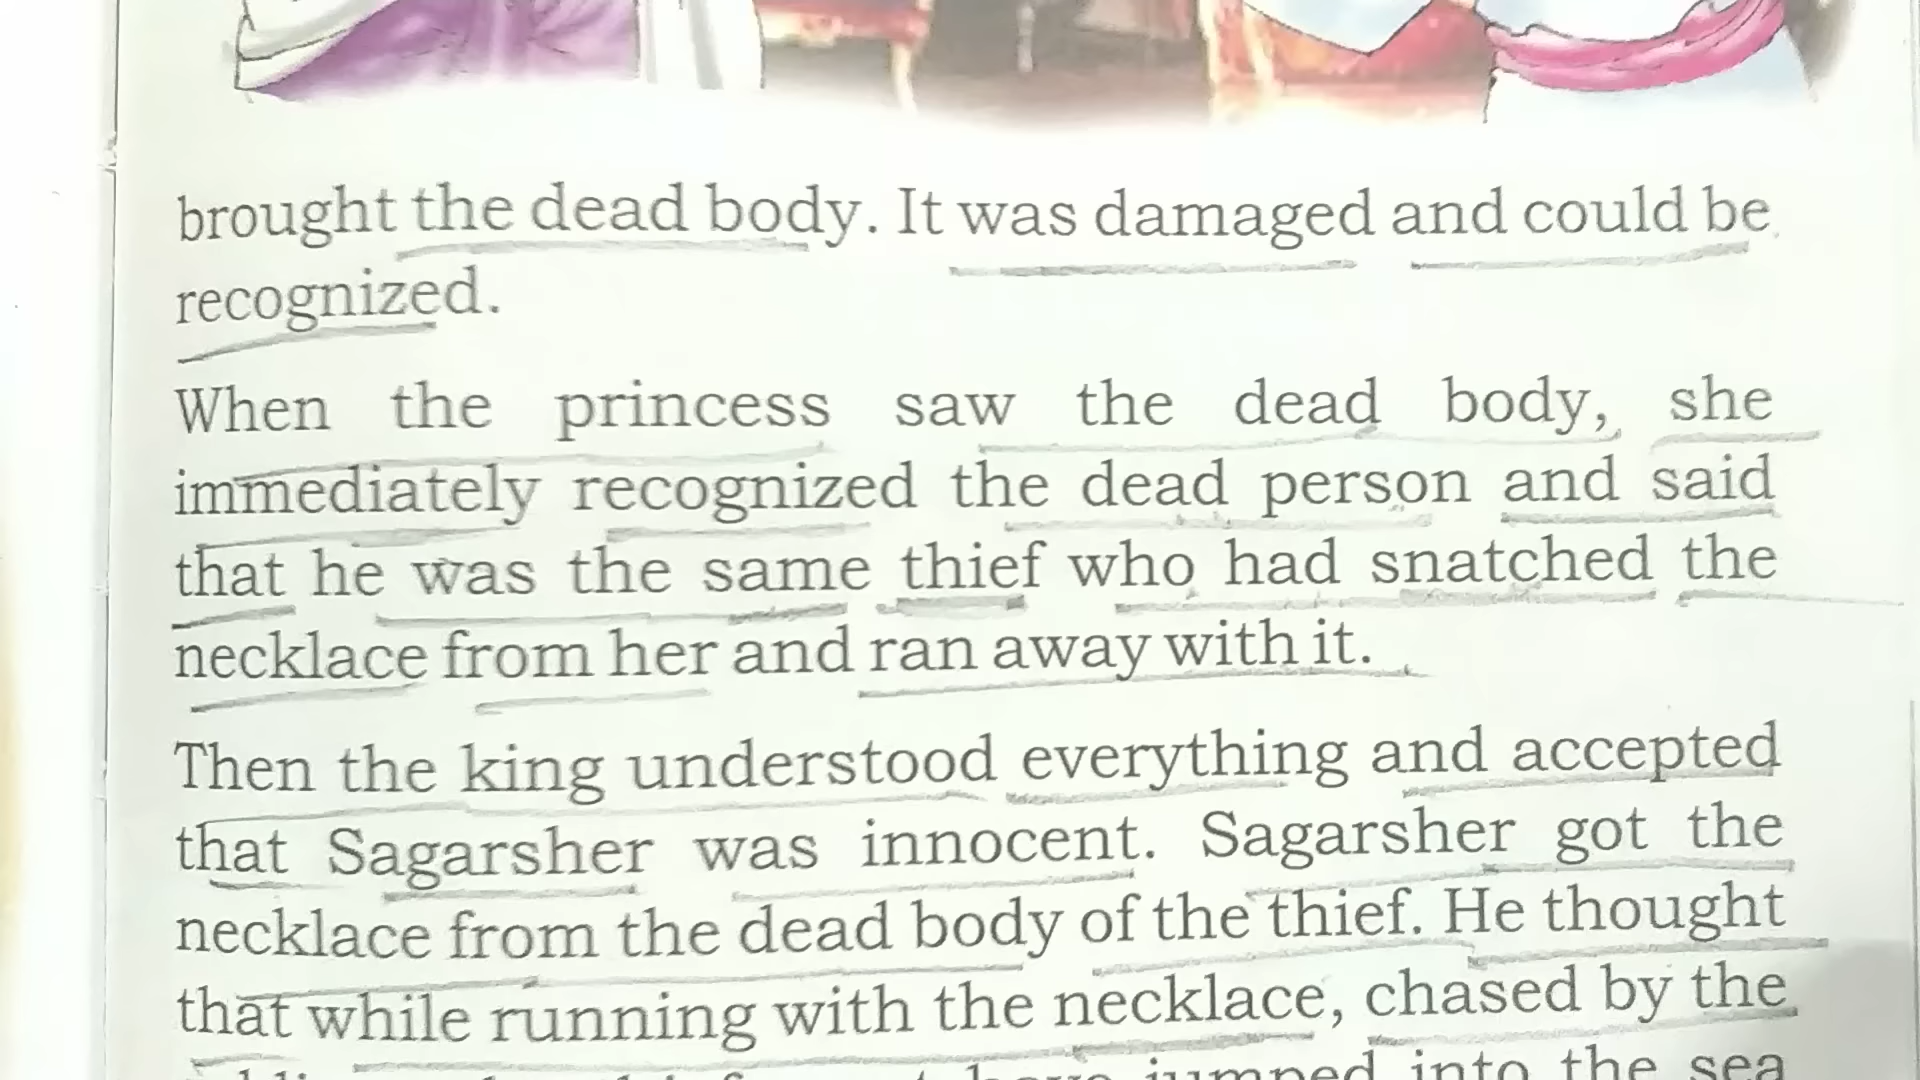 brought the dead body. It was damaged and could be
recognized.
When the princess saw the dead body, she
immediately recognized the dead person and said
that he was the same thief who had snatched the
necklace from her and ran away with it.
Then the king understood everything and accepted
that Sagarsher was innocent. Sagarsher got the
necklace from the dead body of the thief. He thought
that while running with the necklace, chased by the
jumped into the sea